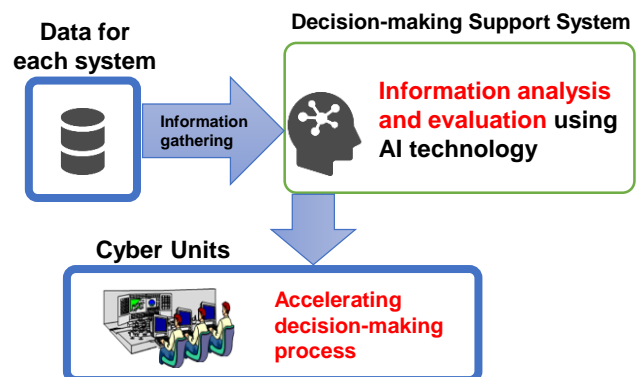 Data for
each system
Information
gathering
Decision-making Support System
Information analysis
and evaluation using
AI technology
Cyber Units
Accelerating
decision-making
process